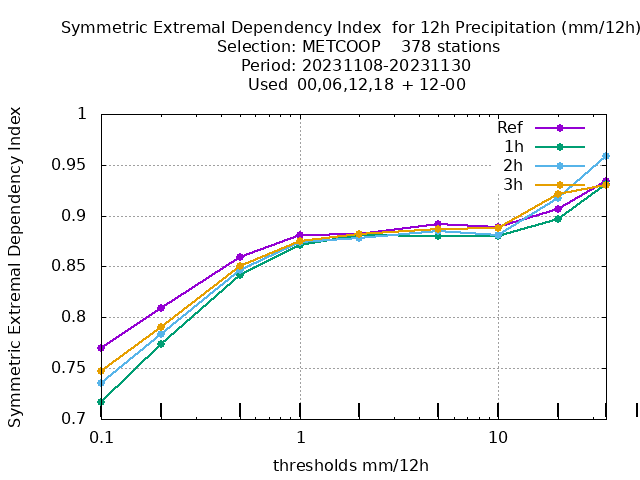 Symmetric Extremal Dependency Index  for 12h Precipitation (mm/12h)
Selection: METCOOP    378 stations
Period: 20231108-20231130
Used  00,06,12,18  + 12-00
Symmetric Extremal Dependency Index
1
0.95
0.9
0.85
0.8
0.75
0.7
Ref
1h
2h
3h
0.1
1
10
thresholds mm/12h